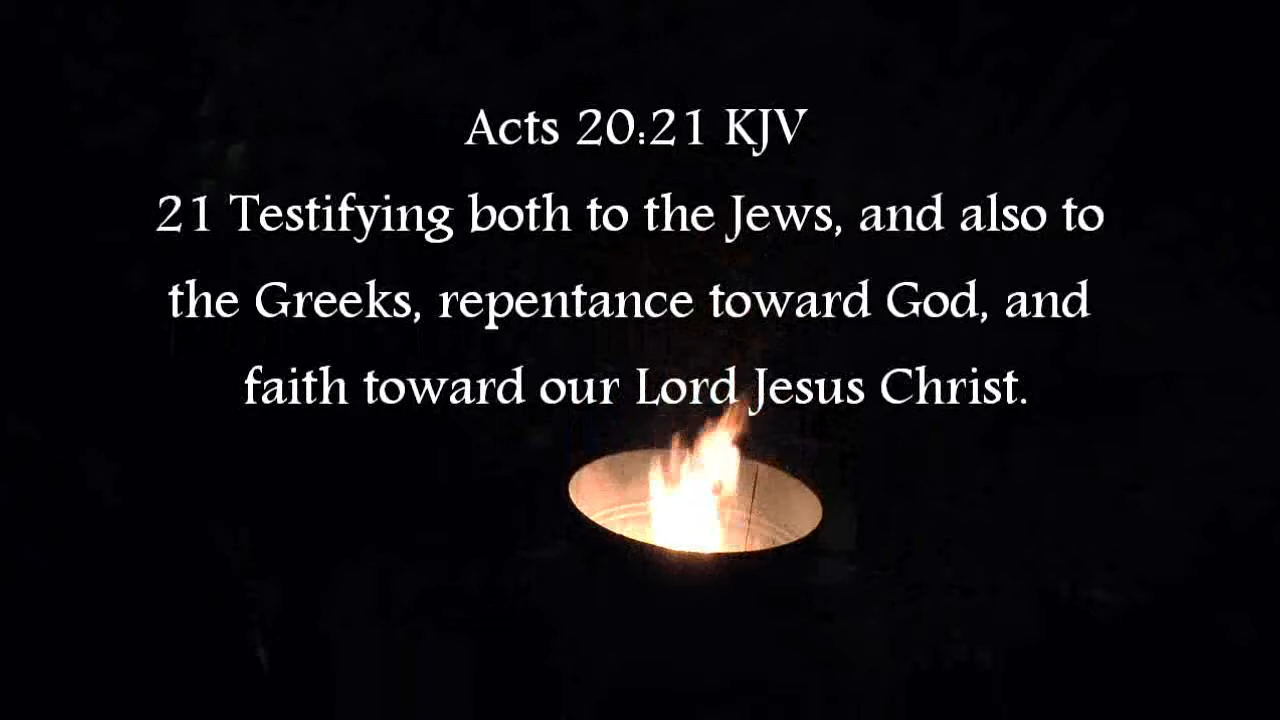 Acts 20:21 KJV
21 Testifying both to the Jews, and also to
the Greeks, repentance toward God, and
faith toward our Lord Jesus Christ.